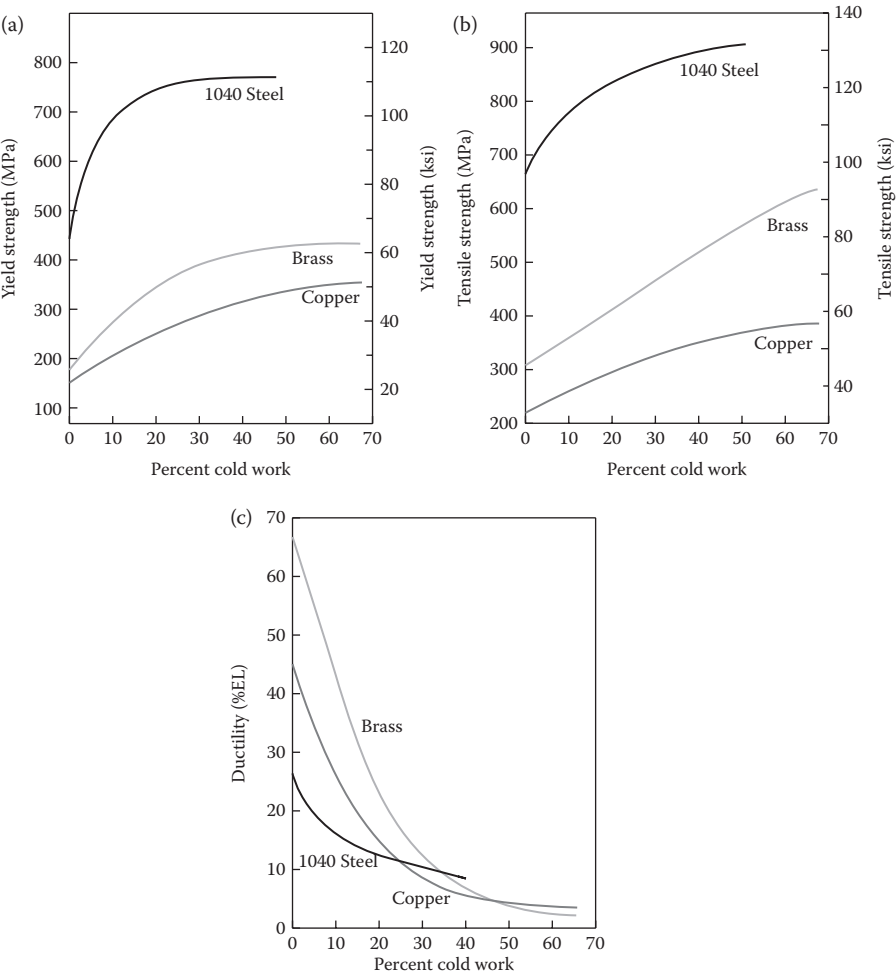 (a)
Yield strength (MPa)
800
700
600
500
400
300
200
100
0 10 20 30 40 50 60 70
Percent cold work
120
100
80
60
40
20
Yield strength (ksi)
1040 Steel
Brass
Copper
(b)
Tensile strength (MPa)
900
800
700
600
500
400
300
200
0 10 20 30 40 50 60 70
Percent cold work
140
120
100
80
60
40
Tensile strength (ksi)
1040 Steel
Brass
Copper
(c)
Ductility (%EL)
70
60
50
40
30
20
10
0
0 10 20 30 40 50 60 70
Percent cold work
Brass
1040 Steel
Copper